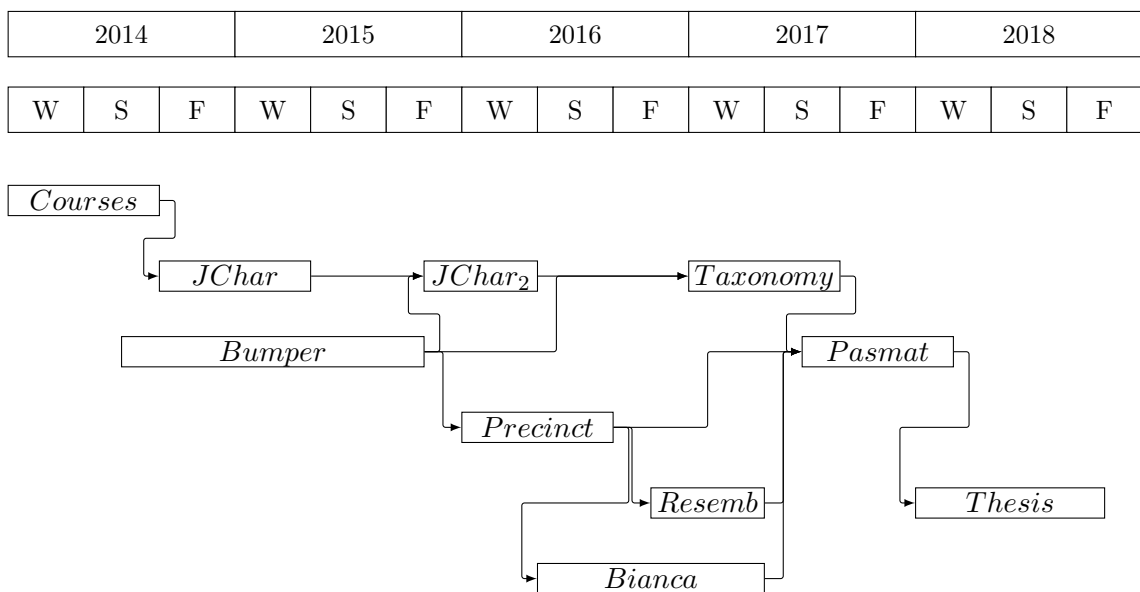 2014 2015 2016 2017 2018
W S F W S F W S F W S F W S F
Courses
JChar JChar₂ Taxonomy
Bumper Pasmat
Precinct
Resemb Thesis
Bianca